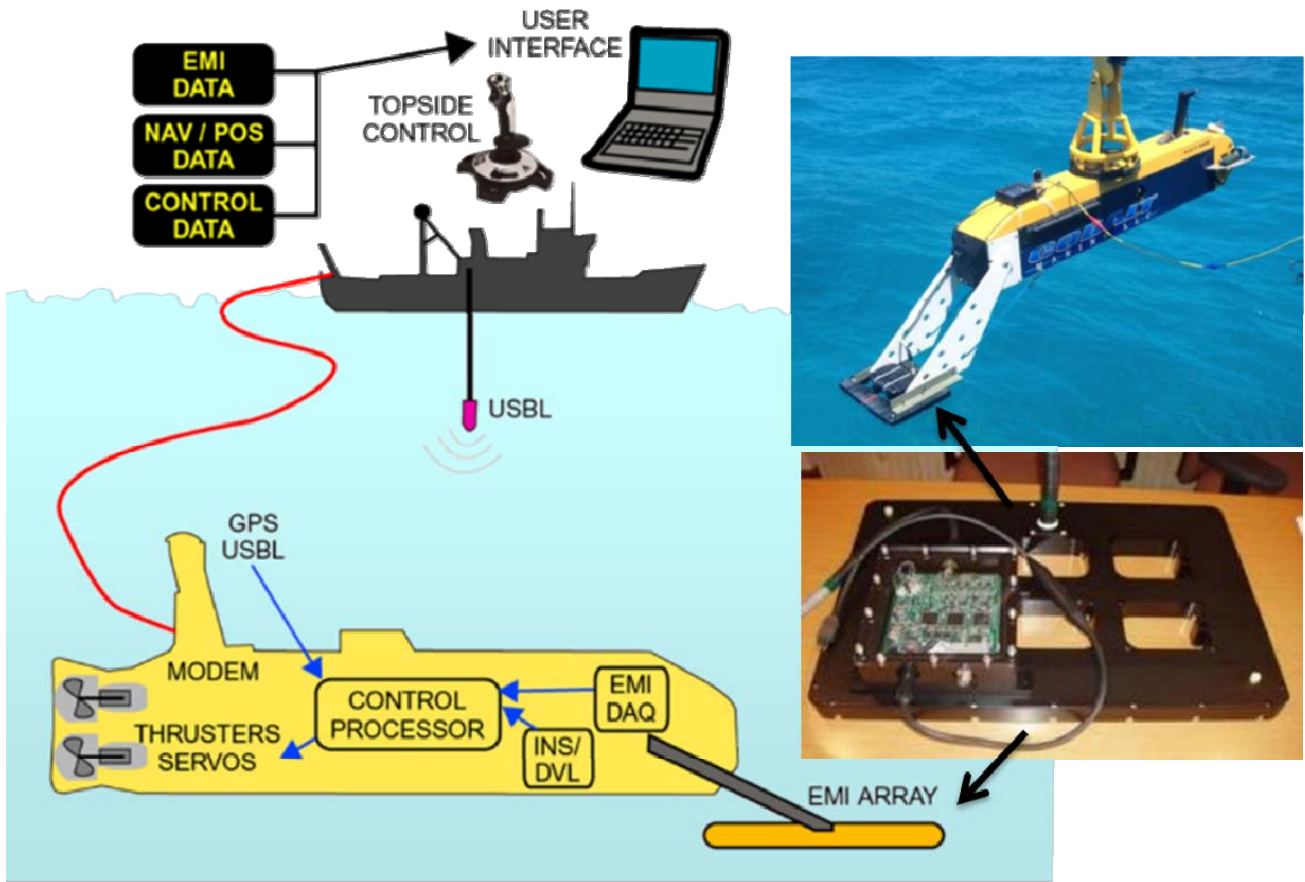 EMI
DATA
NAV / POS
DATA
CONTROL
DATA
USER
INTERFACE
TOPSIDE
CONTROL
USBL
GPS
USBL
MODEM
CONTROL
PROCESSOR
THRUSTERS
SERVOS
EMI
DAQ
INS/
DVL
EMI ARRAY